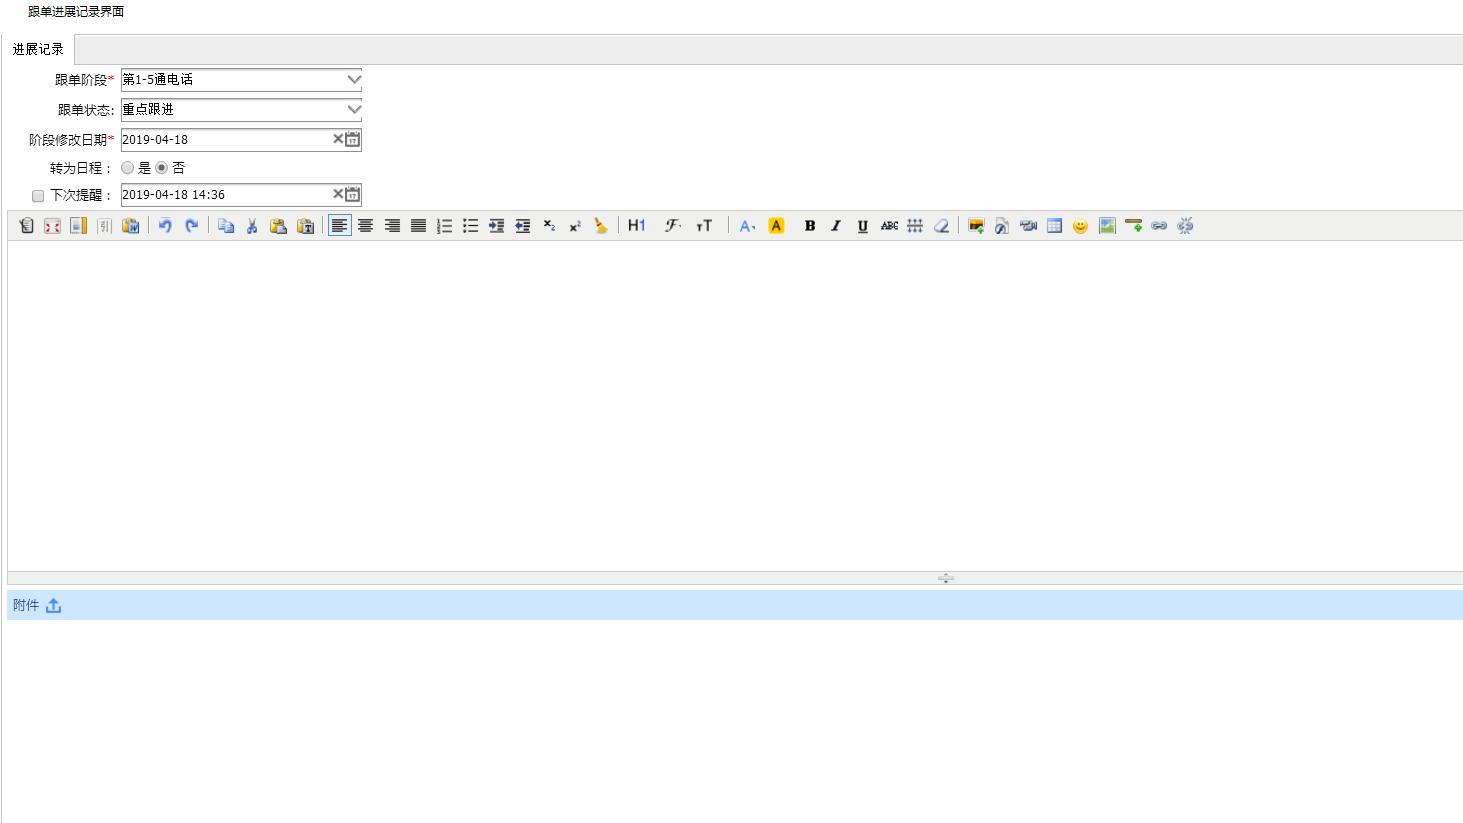 跟单进展记录界面
进展记录
跟单阶段* 第1-5通电话
跟单状态: 重点跟进
阶段修改日期* 2019-04-18
转为日程： 是 否
下次提醒： 2019-04-18 14:36
H1 A A B I U ABC
附件